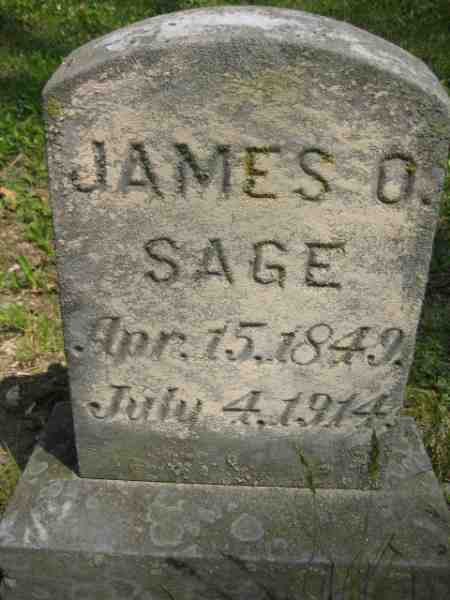 JAMES O.
SAGE
Apr. 15. 1849.
July 4. 1914.